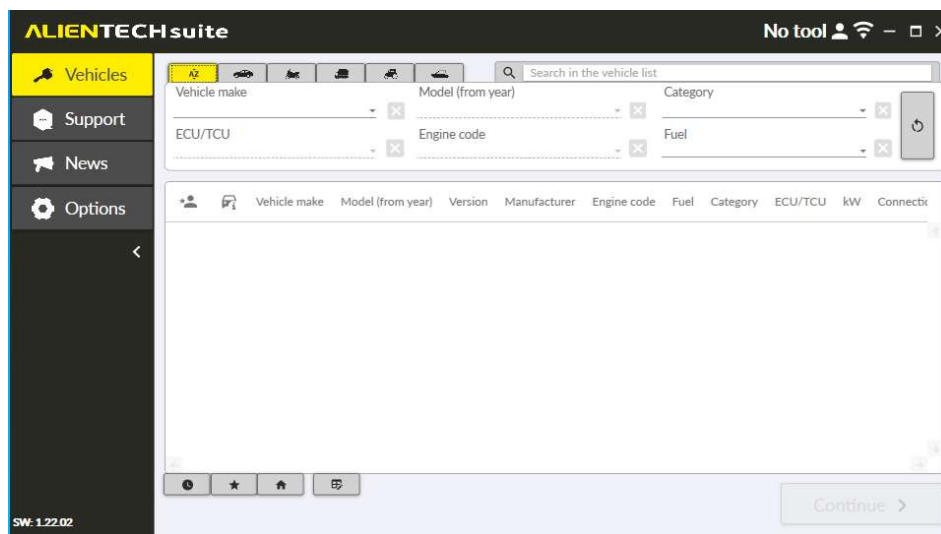 ALIENTECH suite
No tool
Vehicles
Support
News
Options
SW: 1.22.02
AZ
Search in the vehicle list
Vehicle make
Model (from year)
Category
ECU/TCU
Engine code
Fuel
Vehicle make Model (from year) Version Manufacturer Engine code Fuel Category ECU/TCU kW Connectic
Continue